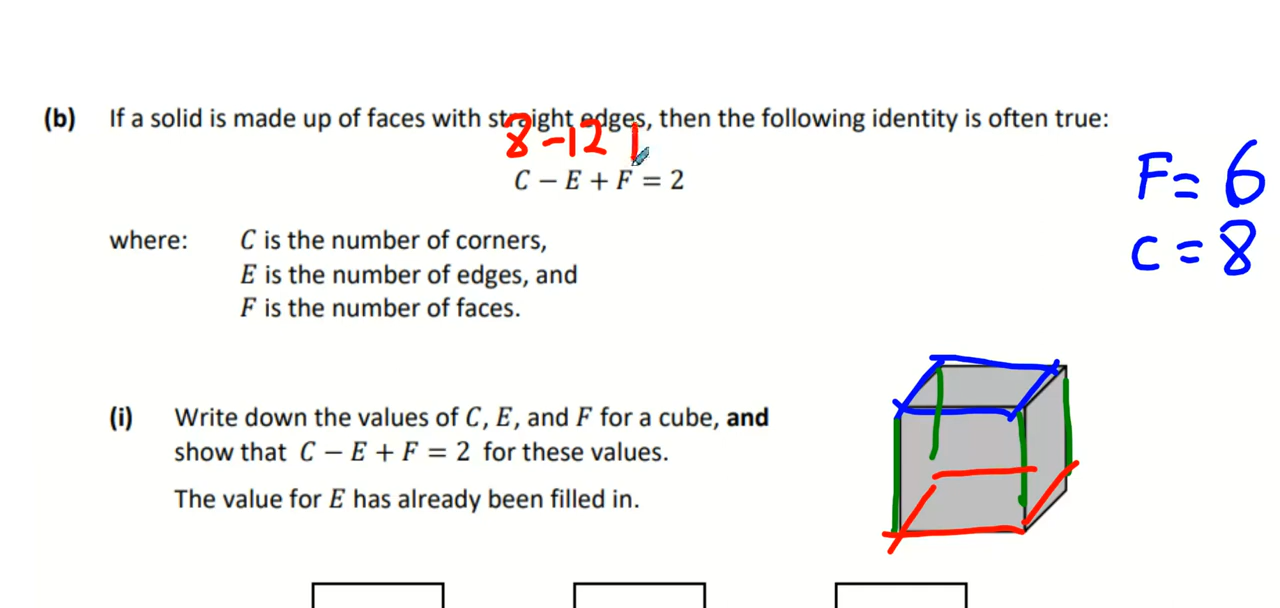 (b) If a solid is made up of faces with straight edges, then the following identity is often true:
8 - 12
C − E + F = 2
F = 6
C = 8
where: C is the number of corners,
E is the number of edges, and
F is the number of faces.
(i) Write down the values of C, E, and F for a cube, and
show that C − E + F = 2 for these values.
The value for E has already been filled in.